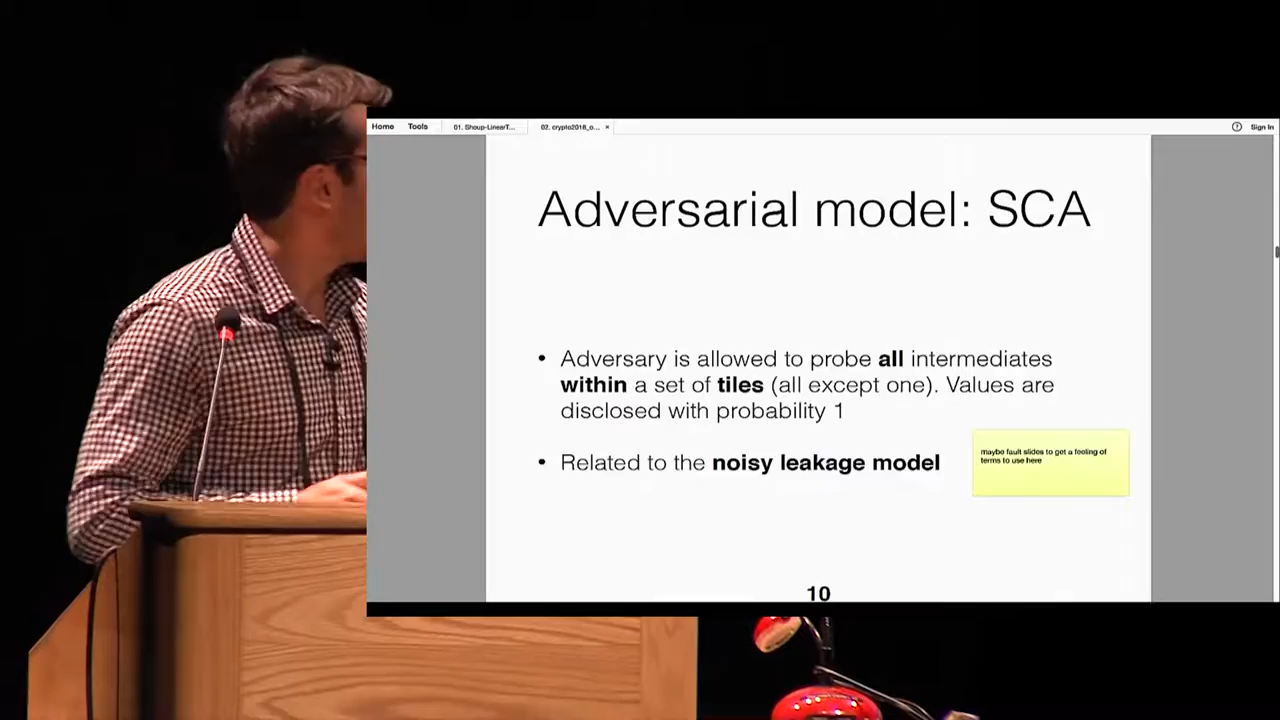 Home Tools 01. Shoup-LinearT... 02. crypto2018_o... × ? Sign In
Adversarial model: SCA
• Adversary is allowed to probe all intermediates
within a set of tiles (all except one). Values are
disclosed with probability 1
• Related to the noisy leakage model
maybe fault slides to get a feeling of
terms to use here
10